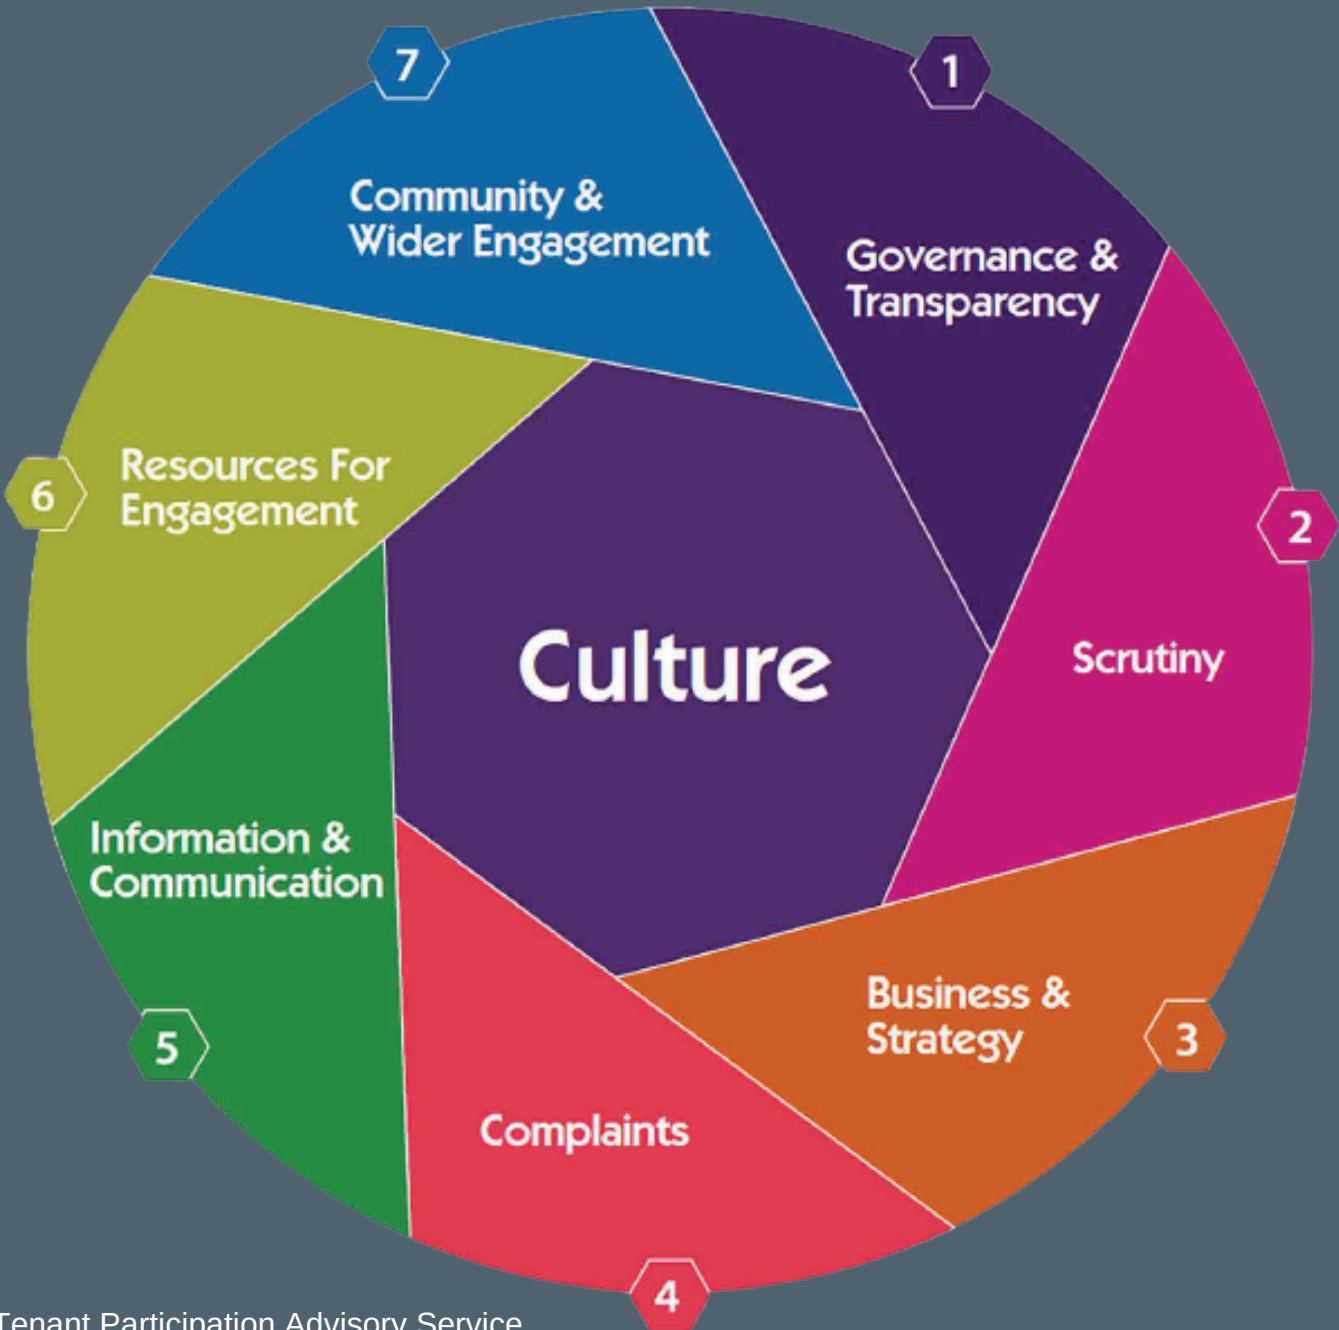 7
1
Community &
Wider Engagement
Governance &
Transparency
Resources For
Engagement
6
2
Culture
Scrutiny
Information &
Communication
Business &
Strategy
5
3
Complaints
4
Tenant Participation Advisory Service